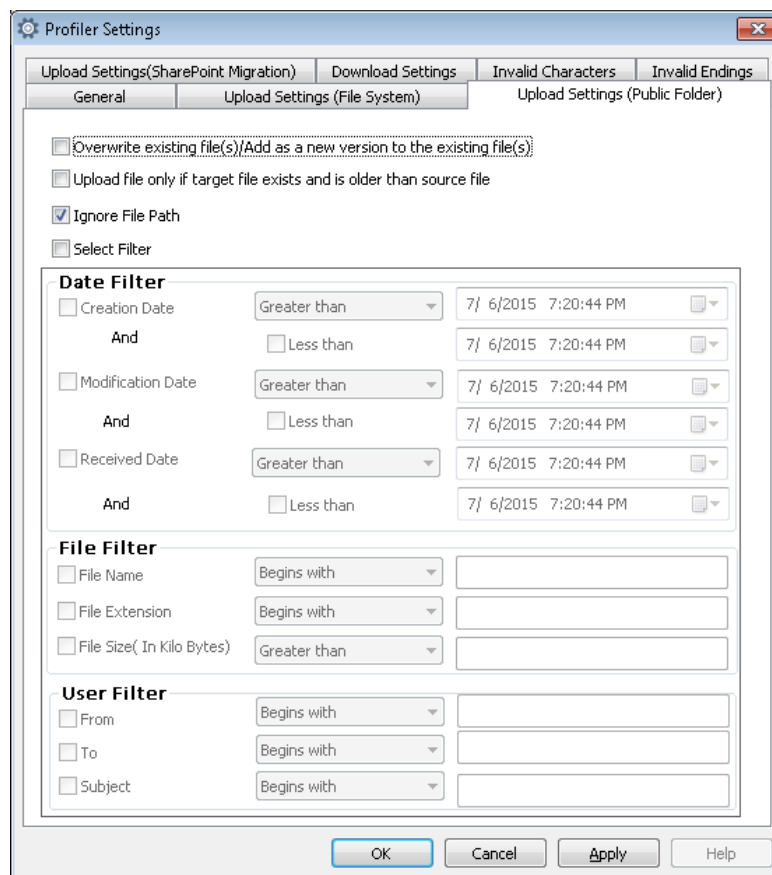 Profiler Settings
Upload Settings(SharePoint Migration) Download Settings Invalid Characters Invalid Endings
General Upload Settings (File System) Upload Settings (Public Folder)
Overwrite existing file(s)/Add as a new version to the existing file(s)
Upload file only if target file exists and is older than source file
Ignore File Path
Select Filter
Date Filter
Creation Date Greater than 7/ 6/2015 7:20:44 PM
And Less than 7/ 6/2015 7:20:44 PM
Modification Date Greater than 7/ 6/2015 7:20:44 PM
And Less than 7/ 6/2015 7:20:44 PM
Received Date Greater than 7/ 6/2015 7:20:44 PM
And Less than 7/ 6/2015 7:20:44 PM
File Filter
File Name Begins with
File Extension Begins with
File Size( In Kilo Bytes) Greater than
User Filter
From Begins with
To Begins with
Subject Begins with
OK Cancel Apply Help